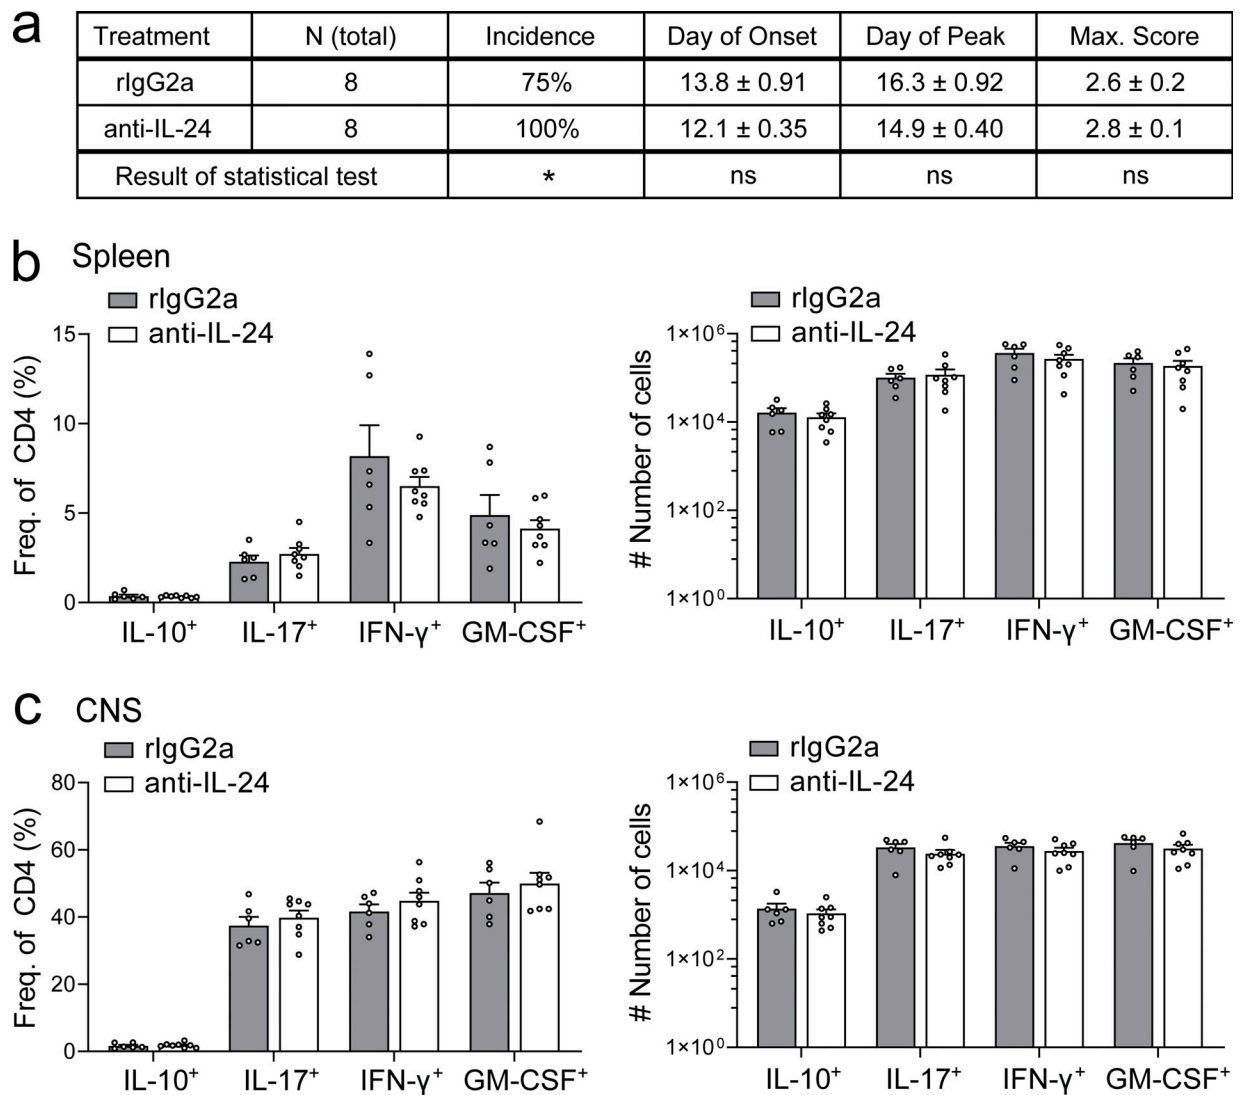 a
Treatment N (total) Incidence Day of Onset Day of Peak Max. Score
rIgG2a 8 75% 13.8 ± 0.91 16.3 ± 0.92 2.6 ± 0.2
anti-IL-24 8 100% 12.1 ± 0.35 14.9 ± 0.40 2.8 ± 0.1
Result of statistical test * ns ns ns
b Spleen
rIgG2a
anti-IL-24
Freq. of CD4 (%)
15
10
5
0
IL-10⁺ IL-17⁺ IFN-γ⁺ GM-CSF⁺
rIgG2a
anti-IL-24
# Number of cells
1×10⁶
1×10⁴
1×10²
1×10⁰
IL-10⁺ IL-17⁺ IFN-γ⁺ GM-CSF⁺
c CNS
rIgG2a
anti-IL-24
Freq. of CD4 (%)
80
60
40
20
0
IL-10⁺ IL-17⁺ IFN-γ⁺ GM-CSF⁺
rIgG2a
anti-IL-24
# Number of cells
1×10⁶
1×10⁴
1×10²
1×10⁰
IL-10⁺ IL-17⁺ IFN-γ⁺ GM-CSF⁺